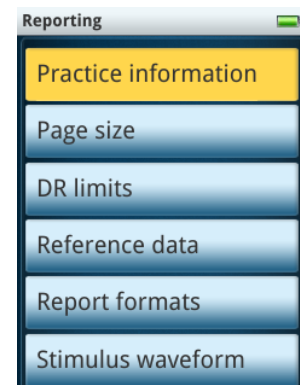 Reporting
Practice information
Page size
DR limits
Reference data
Report formats
Stimulus waveform